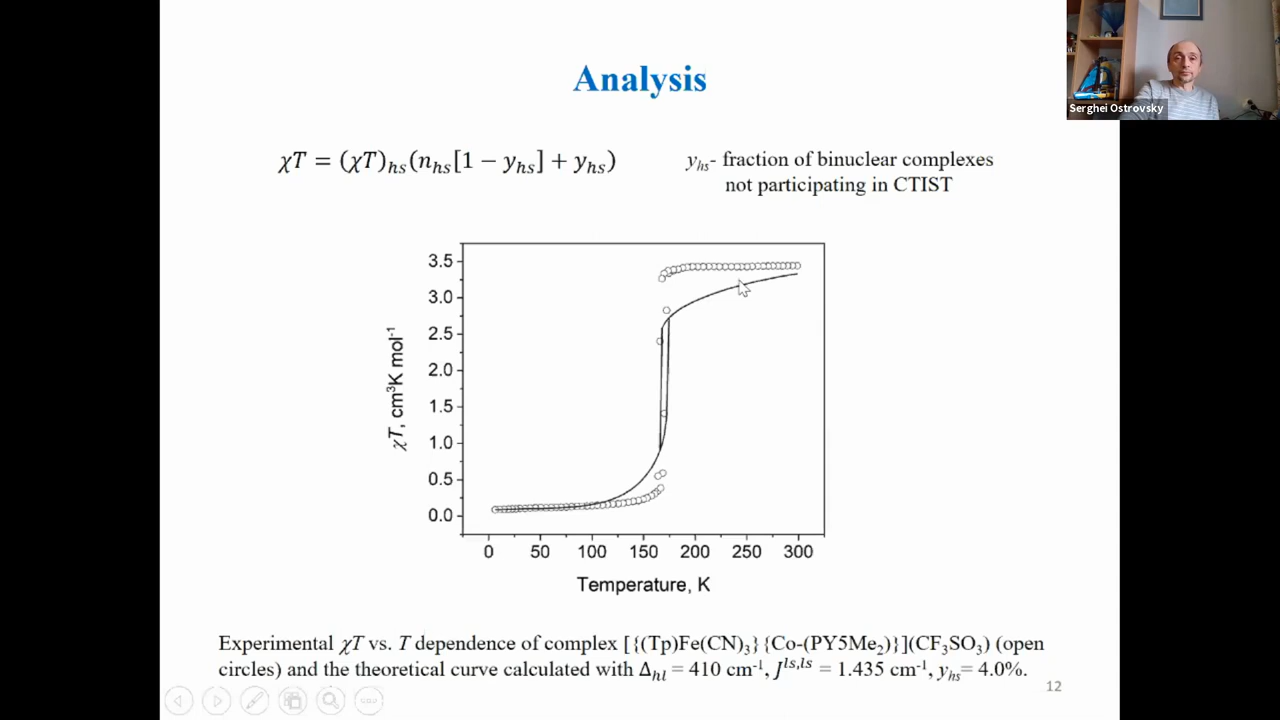 Serghei Ostrovsky
Analysis
χT = (χT)hs(nhs[1 − yhs] + yhs)
yhs- fraction of binuclear complexes
not participating in CTIST
3.5
3.0
2.5
2.0
1.5
1.0
0.5
0.0
χT, cm³K mol⁻¹
0 50 100 150 200 250 300
Temperature, K
Experimental χT vs. T dependence of complex [{(Tp)Fe(CN)₃}{Co-(PY5Me₂)}](CF₃SO₃) (open
circles) and the theoretical curve calculated with Δhl = 410 cm⁻¹, Jls,ls = 1.435 cm⁻¹, yhs= 4.0%.
12